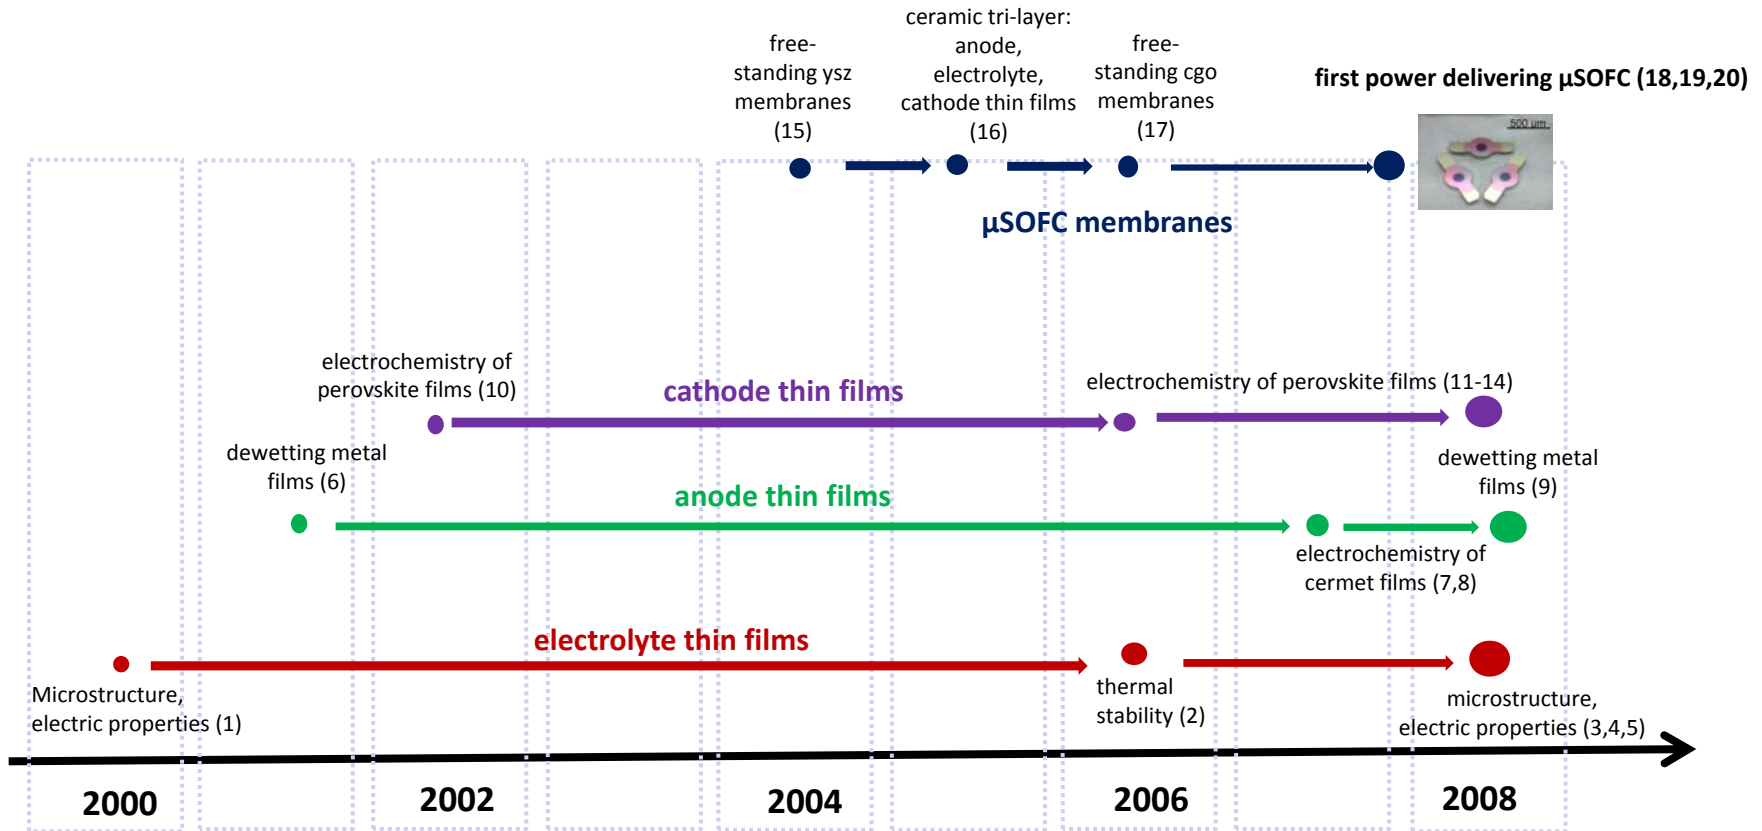 ceramic tri-layer:
anode,
electrolyte,
cathode thin films
(16)
free-
standing ysz
membranes
(15)
free-
standing cgo
membranes
(17)
first power delivering µSOFC (18,19,20)
500 µm
µSOFC membranes
electrochemistry of
perovskite films (10)
cathode thin films
electrochemistry of perovskite films (11-14)
dewetting metal
films (6)
anode thin films
dewetting metal
films (9)
electrochemistry of
cermet films (7,8)
electrolyte thin films
Microstructure,
electric properties (1)
thermal
stability (2)
microstructure,
electric properties (3,4,5)
2000
2002
2004
2006
2008